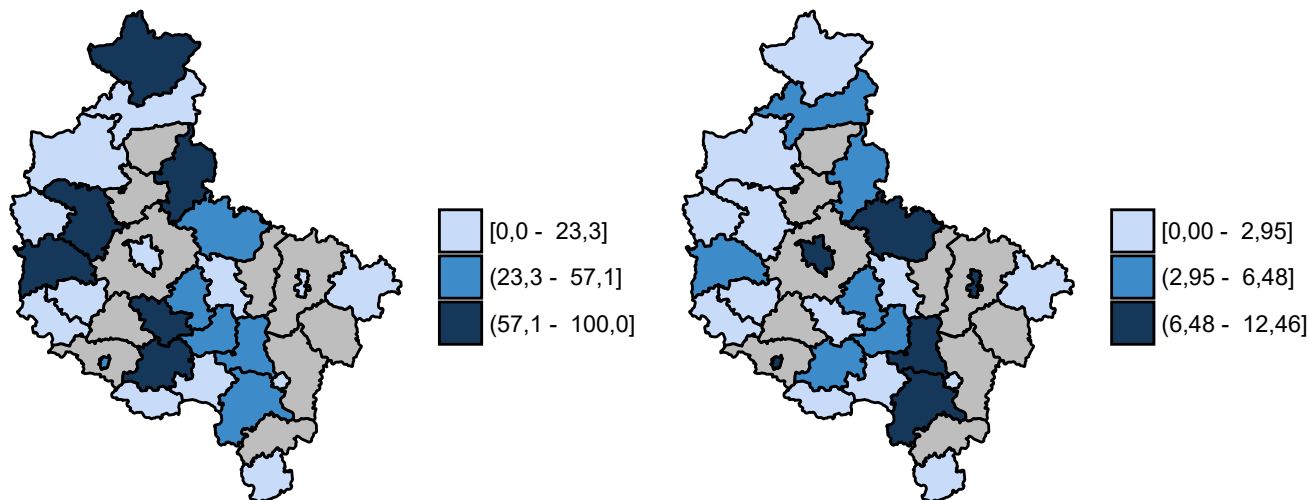 [0,0 - 23,3]
(23,3 - 57,1]
(57,1 - 100,0]
[0,00 - 2,95]
(2,95 - 6,48]
(6,48 - 12,46]